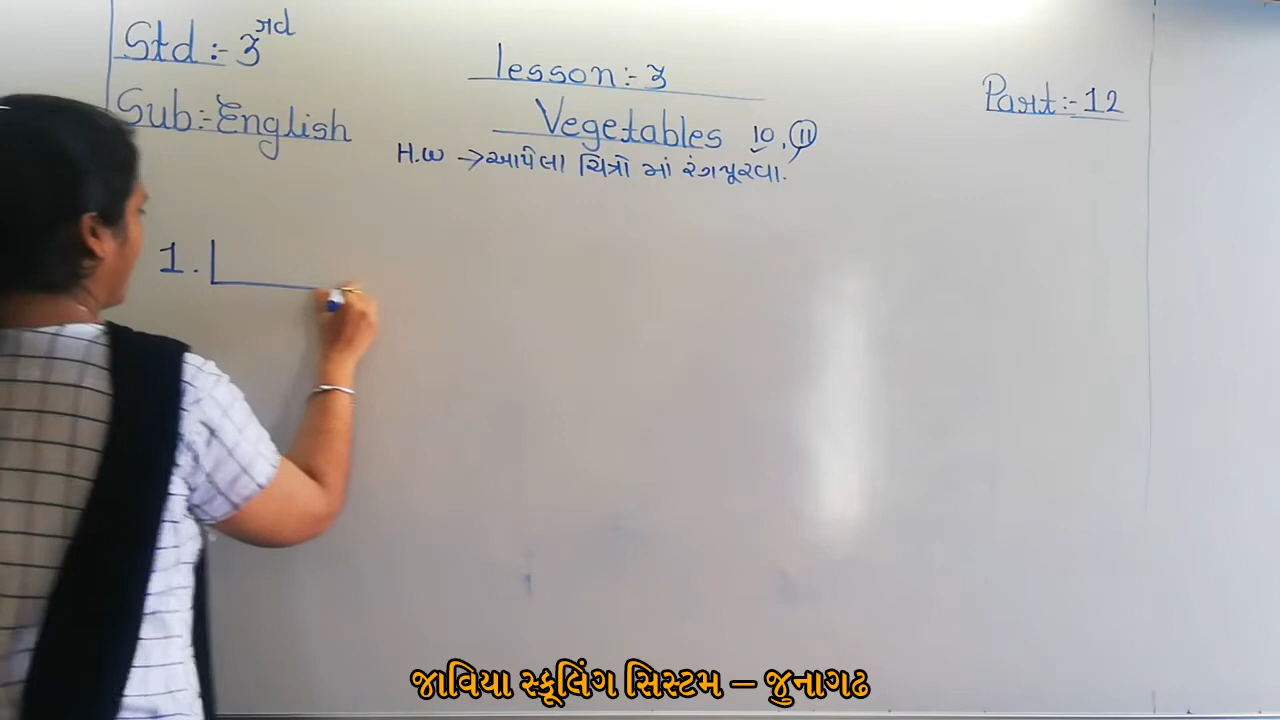 Std :- 3rd
lesson :- 3
Part :- 12
Sub :- English
Vegetables 10, 11
H.W → આપેલા ચિત્રો માં રંગપૂરવા.
1.
જાવિયા સ્કૂલિંગ સિસ્ટમ – જુનાગઢ